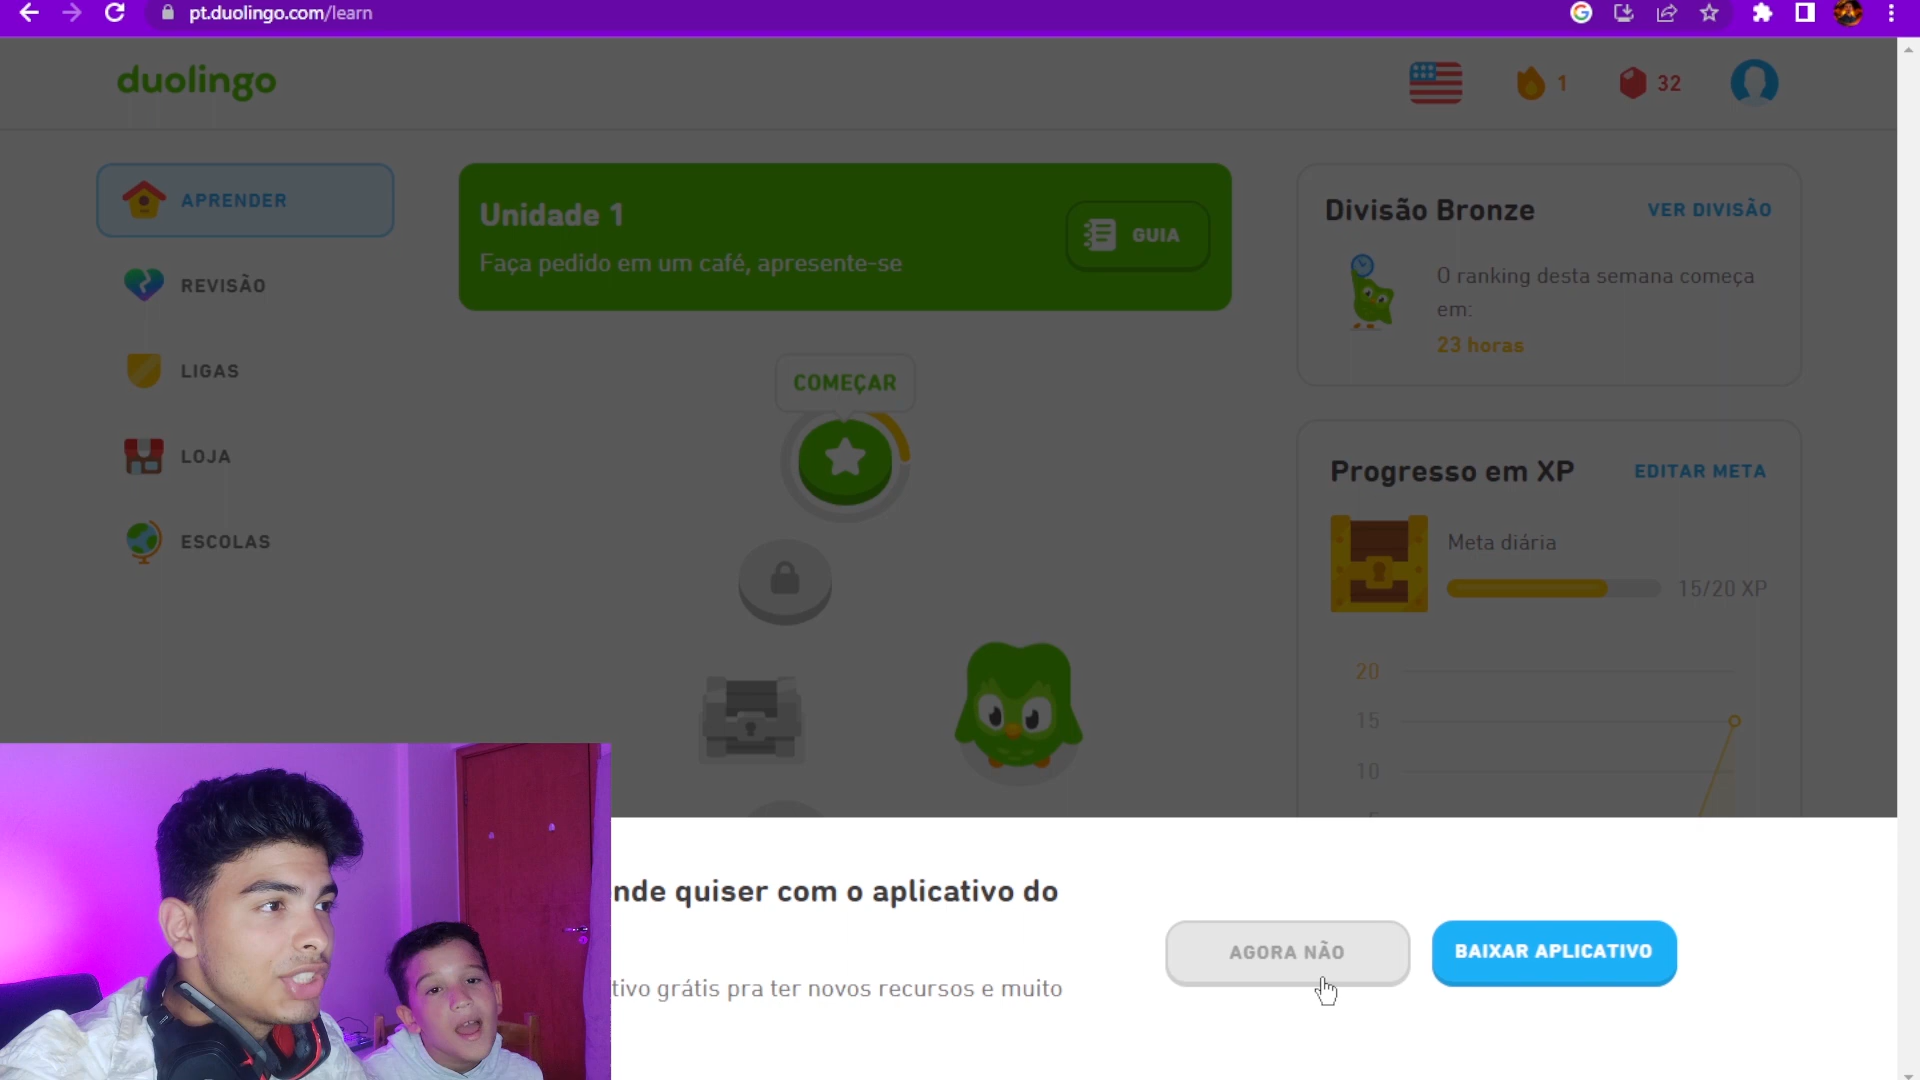 pt.duolingo.com/learn
duolingo
1
32
APRENDER
REVISÃO
LIGAS
LOJA
ESCOLAS
Unidade 1
Faça pedido em um café, apresente-se
GUIA
COMEÇAR
Divisão Bronze
VER DIVISÃO
O ranking desta semana começa
em:
23 horas
Progresso em XP
EDITAR META
Meta diária
15/20 XP
20
15
10
nde quiser com o aplicativo do
tivo grátis pra ter novos recursos e muito
AGORA NÃO
BAIXAR APLICATIVO